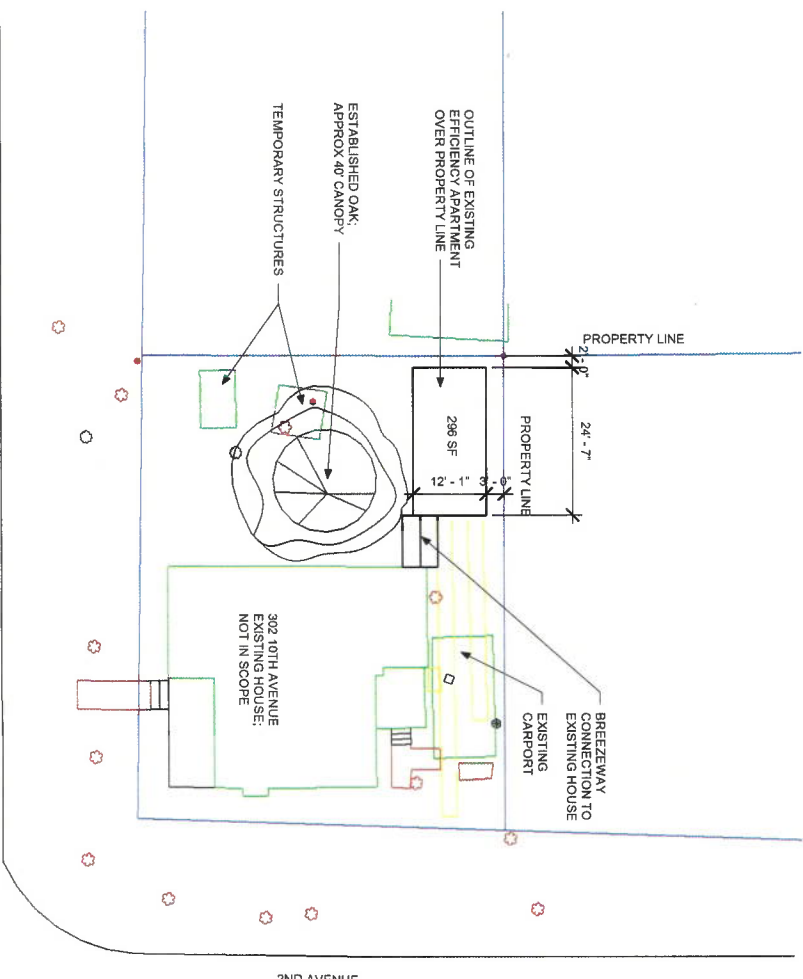 OUTLINE OF EXISTING
EFFICIENCY APARTMENT
OVER PROPERTY LINE
ESTABLISHED OAK;
APPROX 40' CANOPY
TEMPORARY STRUCTURES
PROPERTY LINE
2' - 0"
24' - 7"
PROPERTY LINE
296 SF
12' - 1"
3' - 0"
302 10TH AVENUE
EXISTING HOUSE;
NOT IN SCOPE
BREEZEWAY
CONNECTION TO
EXISTING HOUSE
EXISTING
CARPORT
2ND AVENUE